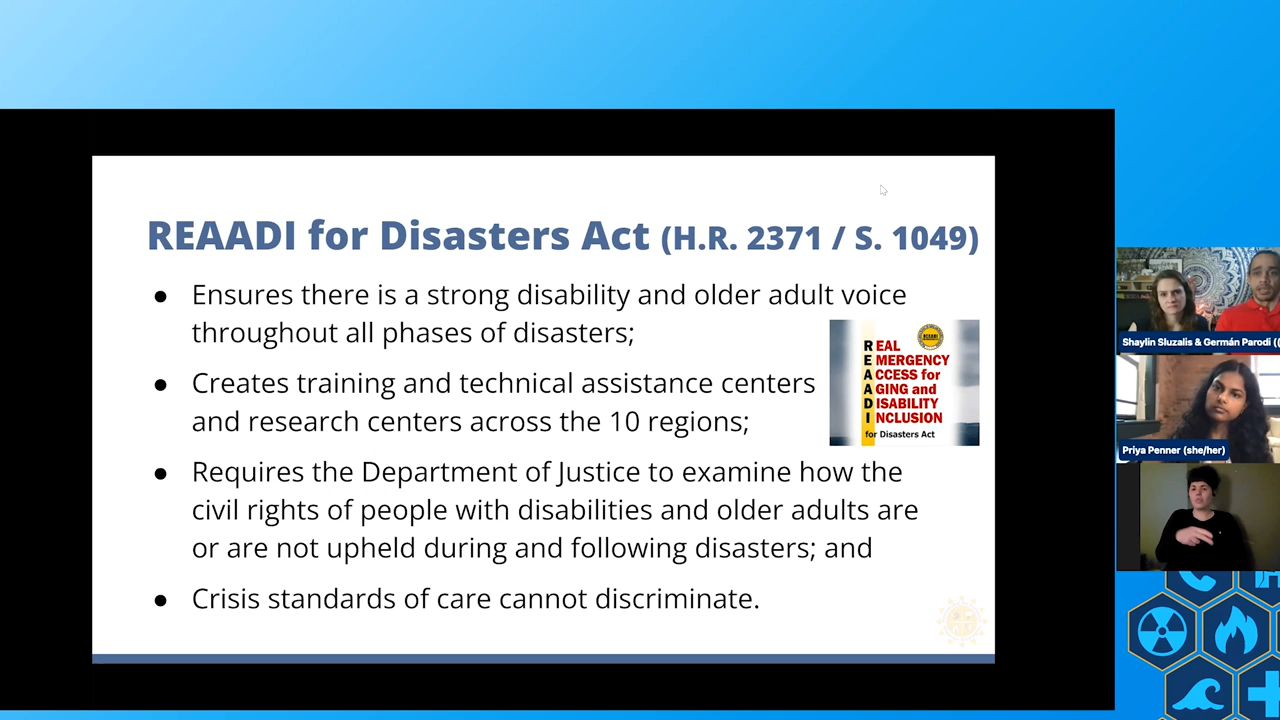 REAADI for Disasters Act (H.R. 2371 / S. 1049)
● Ensures there is a strong disability and older adult voice
throughout all phases of disasters;
● Creates training and technical assistance centers
and research centers across the 10 regions;
● Requires the Department of Justice to examine how the
civil rights of people with disabilities and older adults are
or are not upheld during and following disasters; and
● Crisis standards of care cannot discriminate.
REAADI
REAL
EMERGENCY
ACCESS for
AGING and
DISABILITY
INCLUSION
for Disasters Act
Shaylin Sluzalis & Germán Parodi ((
Priya Penner (she/her)